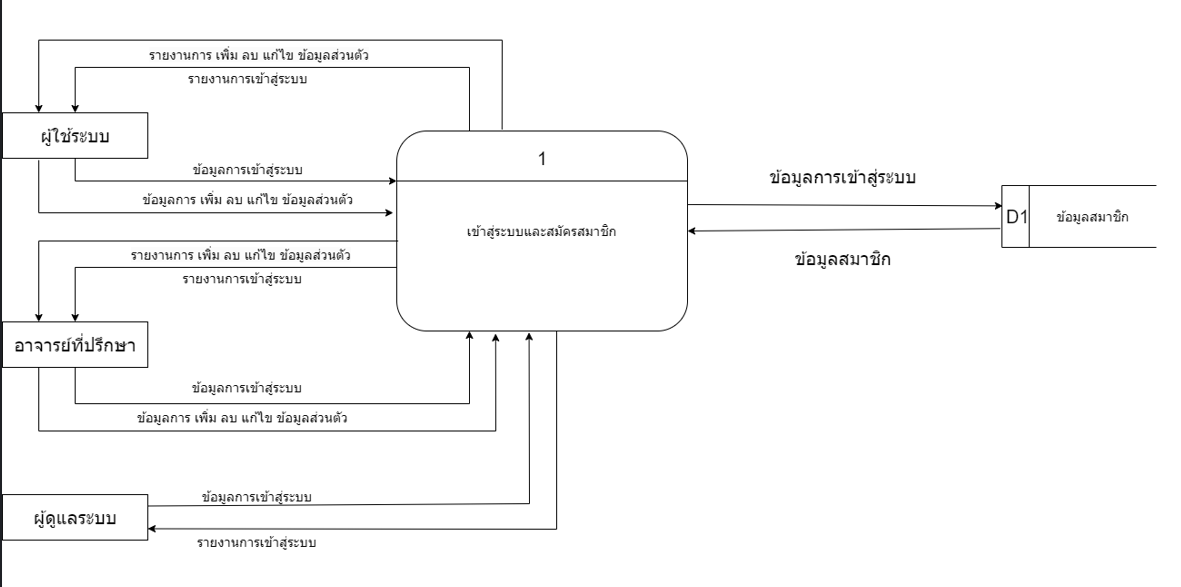 รายงานการ เพิ่ม ลบ แก้ไข ข้อมูลส่วนตัว
รายงานการเข้าสู่ระบบ
ผู้ใช้ระบบ
ข้อมูลการเข้าสู่ระบบ
ข้อมูลการ เพิ่ม ลบ แก้ไข ข้อมูลส่วนตัว
1
เข้าสู่ระบบและสมัครสมาชิก
ข้อมูลการเข้าสู่ระบบ
D1 ข้อมูลสมาชิก
ข้อมูลสมาชิก
รายงานการ เพิ่ม ลบ แก้ไข ข้อมูลส่วนตัว
รายงานการเข้าสู่ระบบ
อาจารย์ที่ปรึกษา
ข้อมูลการเข้าสู่ระบบ
ข้อมูลการ เพิ่ม ลบ แก้ไข ข้อมูลส่วนตัว
ข้อมูลการเข้าสู่ระบบ
ผู้ดูแลระบบ
รายงานการเข้าสู่ระบบ